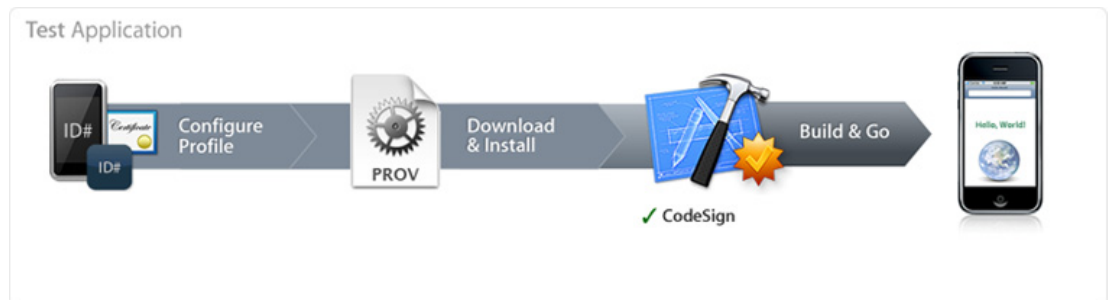 Test Application
ID#
Certificate
ID#
Configure
Profile
PROV
Download
& Install
✓ CodeSign
Build & Go
Hello, World!